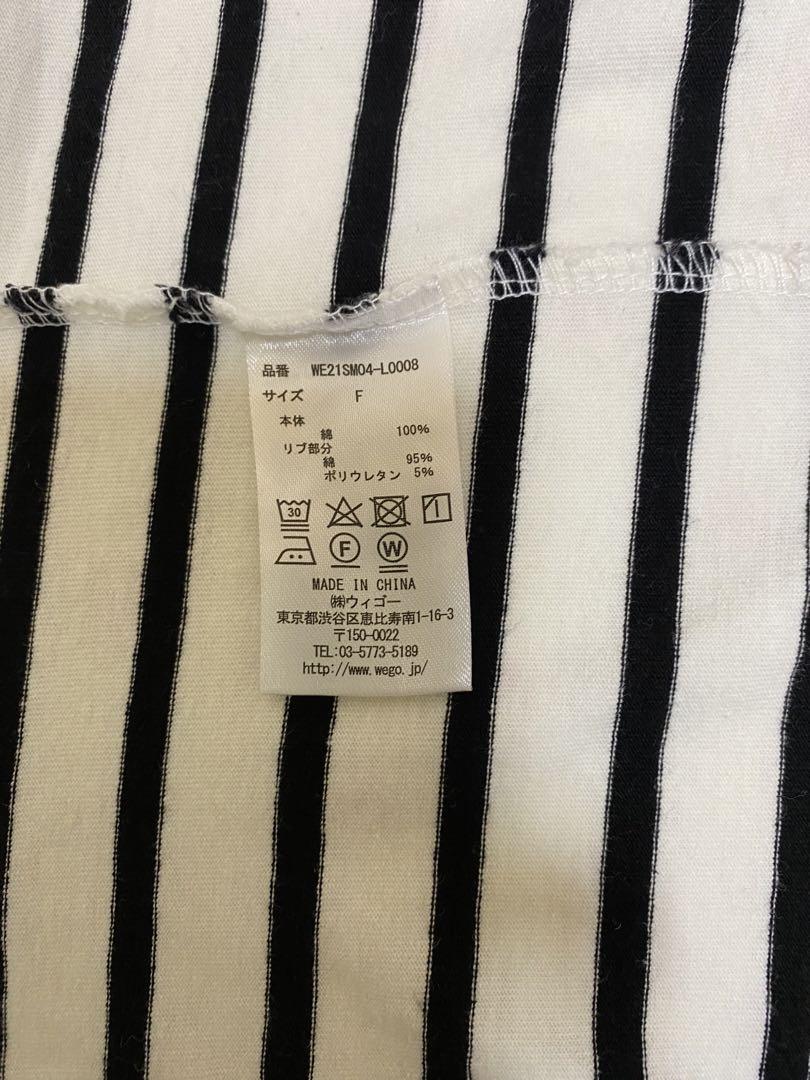 品番 WE21SM04-L0008
サイズ F
本体
綿 100%
リブ部分
綿 95%
ポリウレタン 5%
30
F W
MADE IN CHINA
㈱ウィゴー
東京都渋谷区恵比寿南1-16-3
〒150-0022
TEL:03-5773-5189
http://www.wego.jp/